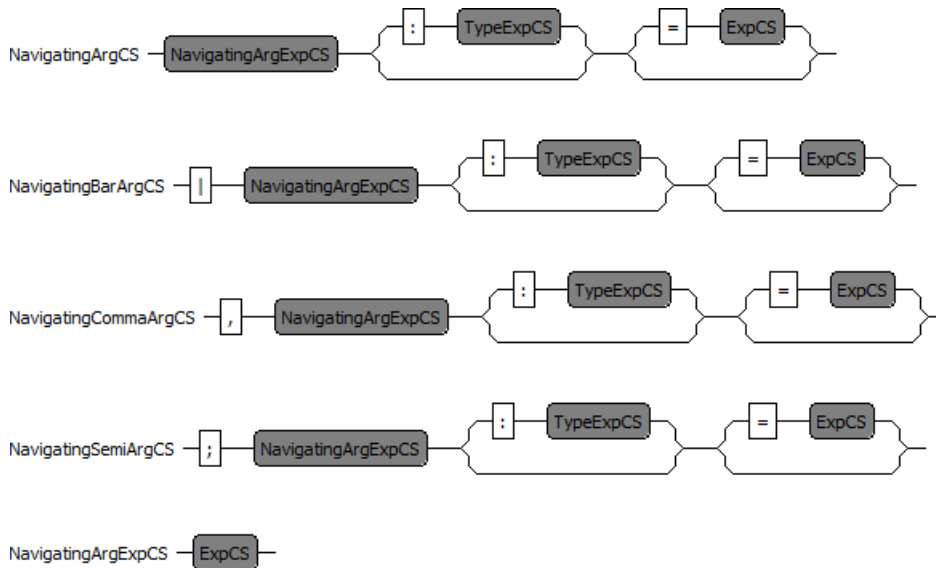 NavigatingArgCS NavigatingArgExpCS : TypeExpCS = ExpCS
NavigatingBarArgCS | NavigatingArgExpCS : TypeExpCS = ExpCS
NavigatingCommaArgCS , NavigatingArgExpCS : TypeExpCS = ExpCS
NavigatingSemiArgCS ; NavigatingArgExpCS : TypeExpCS = ExpCS
NavigatingArgExpCS ExpCS